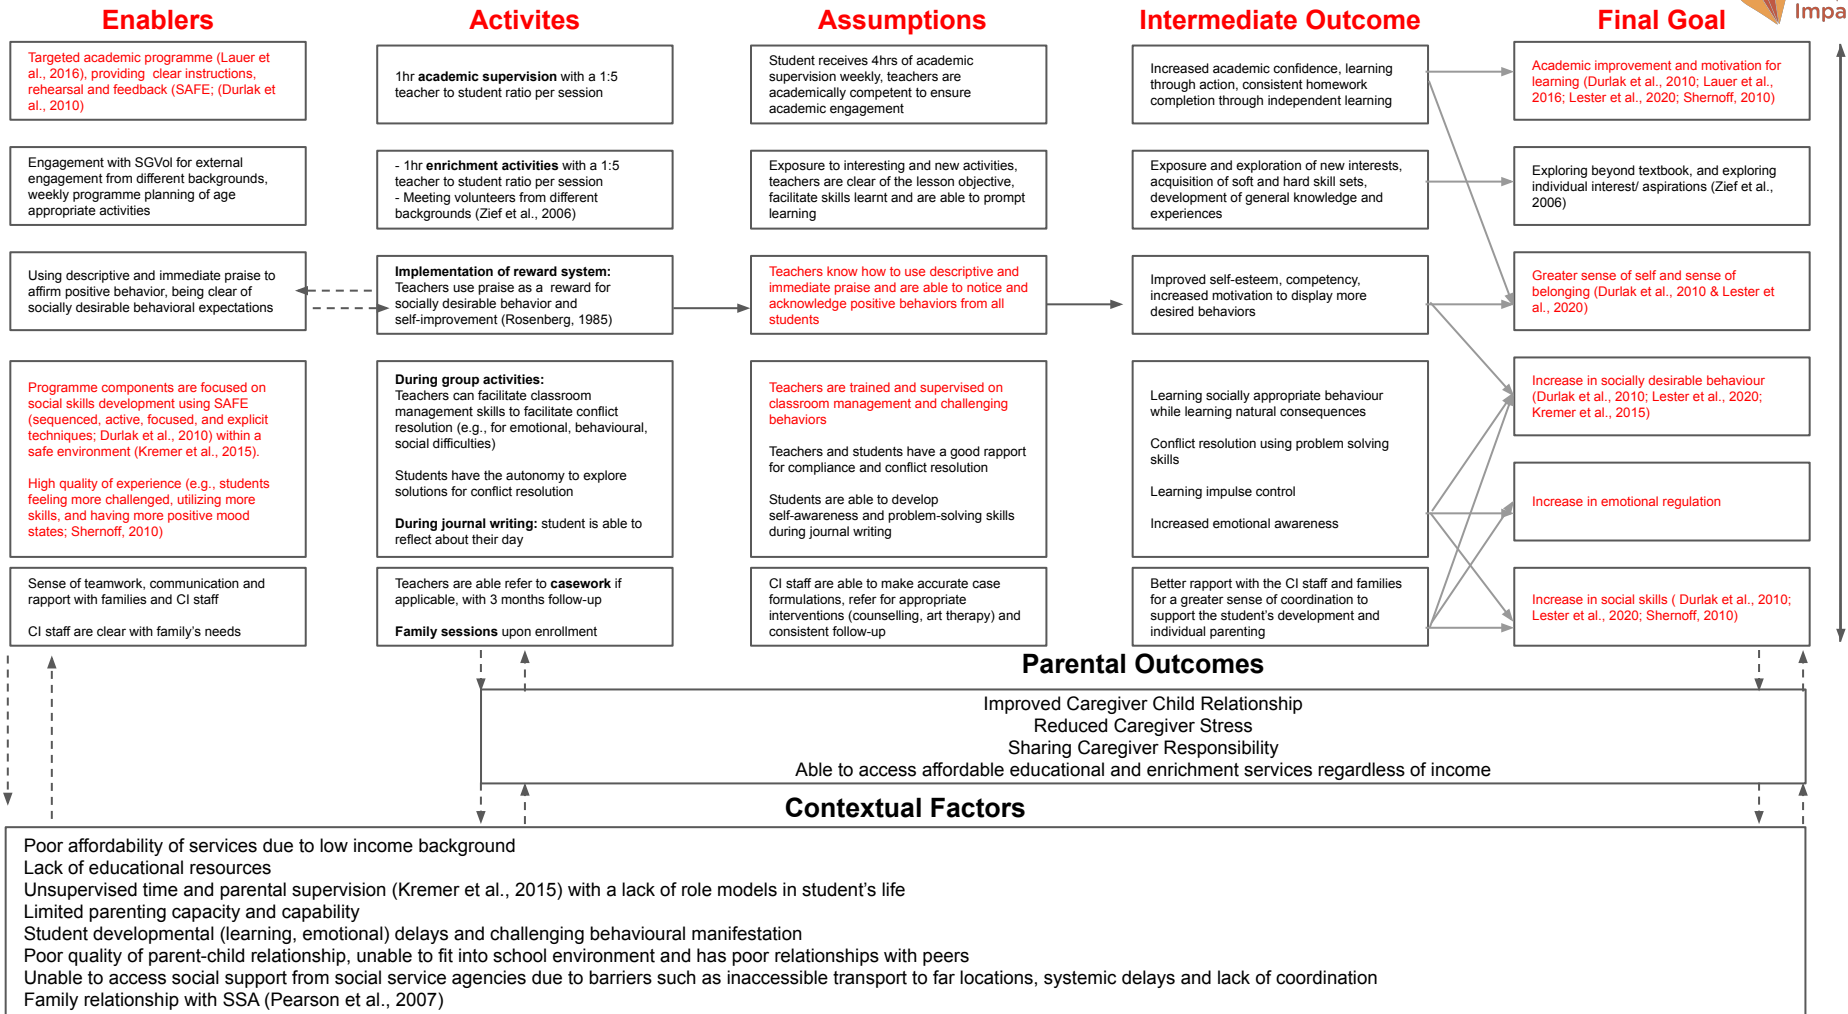 Enablers
Activites
Assumptions
Intermediate Outcome
Final Goal
Impa
Targeted academic programme (Lauer et
al., 2016), providing clear instructions,
rehearsal and feedback (SAFE; (Durlak et
al., 2010)
1hr academic supervision with a 1:5
teacher to student ratio per session
Student receives 4hrs of academic
supervision weekly, teachers are
academically competent to ensure
academic engagement
Increased academic confidence, learning
through action, consistent homework
completion through independent learning
Academic improvement and motivation for
learning (Durlak et al., 2010; Lauer et al.,
2016; Lester et al., 2020; Shernoff, 2010)
Engagement with SGVol for external
engagement from different backgrounds,
weekly programme planning of age
appropriate activities
- 1hr enrichment activities with a 1:5
teacher to student ratio per session
- Meeting volunteers from different
backgrounds (Zief et al., 2006)
Exposure to interesting and new activities,
teachers are clear of the lesson objective,
facilitate skills learnt and are able to prompt
learning
Exposure and exploration of new interests,
acquisition of soft and hard skill sets,
development of general knowledge and
experiences
Exploring beyond textbook, and exploring
individual interest/ aspirations (Zief et al.,
2006)
Using descriptive and immediate praise to
affirm positive behavior, being clear of
socially desirable behavioral expectations
Implementation of reward system:
Teachers use praise as a reward for
socially desirable behavior and
self-improvement (Rosenberg, 1985)
Teachers know how to use descriptive and
immediate praise and are able to notice and
acknowledge positive behaviors from all
students
Improved self-esteem, competency,
increased motivation to display more
desired behaviors
Greater sense of self and sense of
belonging (Durlak et al., 2010 & Lester et
al., 2020)
Programme components are focused on
social skills development using SAFE
(sequenced, active, focused, and explicit
techniques; Durlak et al., 2010) within a
safe environment (Kremer et al., 2015).
High quality of experience (e.g., students
feeling more challenged, utilizing more
skills, and having more positive mood
states; Shernoff, 2010)
During group activities:
Teachers can facilitate classroom
management skills to facilitate conflict
resolution (e.g., for emotional, behavioural,
social difficulties)
Students have the autonomy to explore
solutions for conflict resolution
During journal writing: student is able to
reflect about their day
Teachers are trained and supervised on
classroom management and challenging
behaviors
Teachers and students have a good rapport
for compliance and conflict resolution
Students are able to develop
self-awareness and problem-solving skills
during journal writing
Learning socially appropriate behaviour
while learning natural consequences
Conflict resolution using problem solving
skills
Learning impulse control
Increased emotional awareness
Increase in socially desirable behaviour
(Durlak et al., 2010; Lester et al., 2020;
Kremer et al., 2015)
Increase in emotional regulation
Sense of teamwork, communication and
rapport with families and CI staff
CI staff are clear with family's needs
Teachers are able refer to casework if
applicable, with 3 months follow-up
Family sessions upon enrollment
CI staff are able to make accurate case
formulations, refer for appropriate
interventions (counselling, art therapy) and
consistent follow-up
Better rapport with the CI staff and families
for a greater sense of coordination to
support the student's development and
individual parenting
Increase in social skills ( Durlak et al., 2010;
Lester et al., 2020; Shernoff, 2010)
Parental Outcomes
Improved Caregiver Child Relationship
Reduced Caregiver Stress
Sharing Caregiver Responsibility
Able to access affordable educational and enrichment services regardless of income
Contextual Factors
Poor affordability of services due to low income background
Lack of educational resources
Unsupervised time and parental supervision (Kremer et al., 2015) with a lack of role models in student's life
Limited parenting capacity and capability
Student developmental (learning, emotional) delays and challenging behavioural manifestation
Poor quality of parent-child relationship, unable to fit into school environment and has poor relationships with peers
Unable to access social support from social service agencies due to barriers such as inaccessible transport to far locations, systemic delays and lack of coordination
Family relationship with SSA (Pearson et al., 2007)